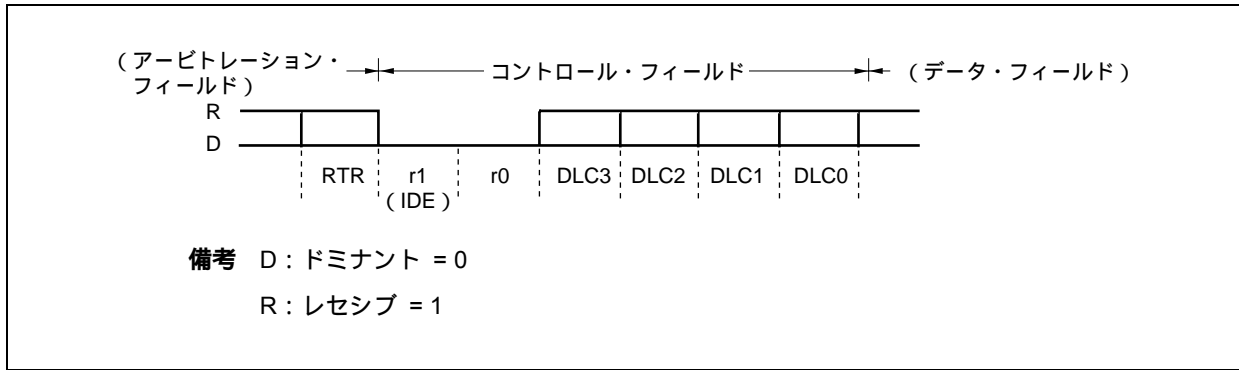 （アービトレーション・
フィールド）
コントロール・フィールド
（データ・フィールド）
R
D
RTR
r1
（IDE）
r0
DLC3
DLC2
DLC1
DLC0
備考 D：ドミナント = 0
R：レセシブ = 1